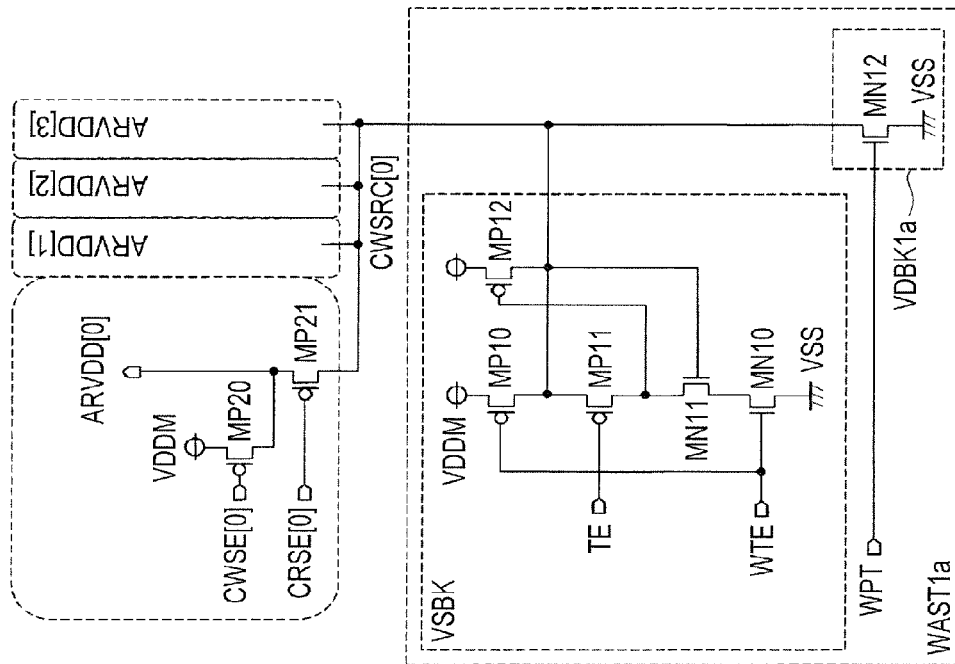 ARVDD[0]
VDDM
MP20
CWSE[0]
MP21
CRSE[0]
ARVDD[1]
ARVDD[2]
ARVDD[3]
CWSRC[0]
VSBK
VDDM
MP10
MP12
TE
MP11
MN11
WTE
MN10
VSS
WPT
MN12
VSS
VDBK1a
WAST1a